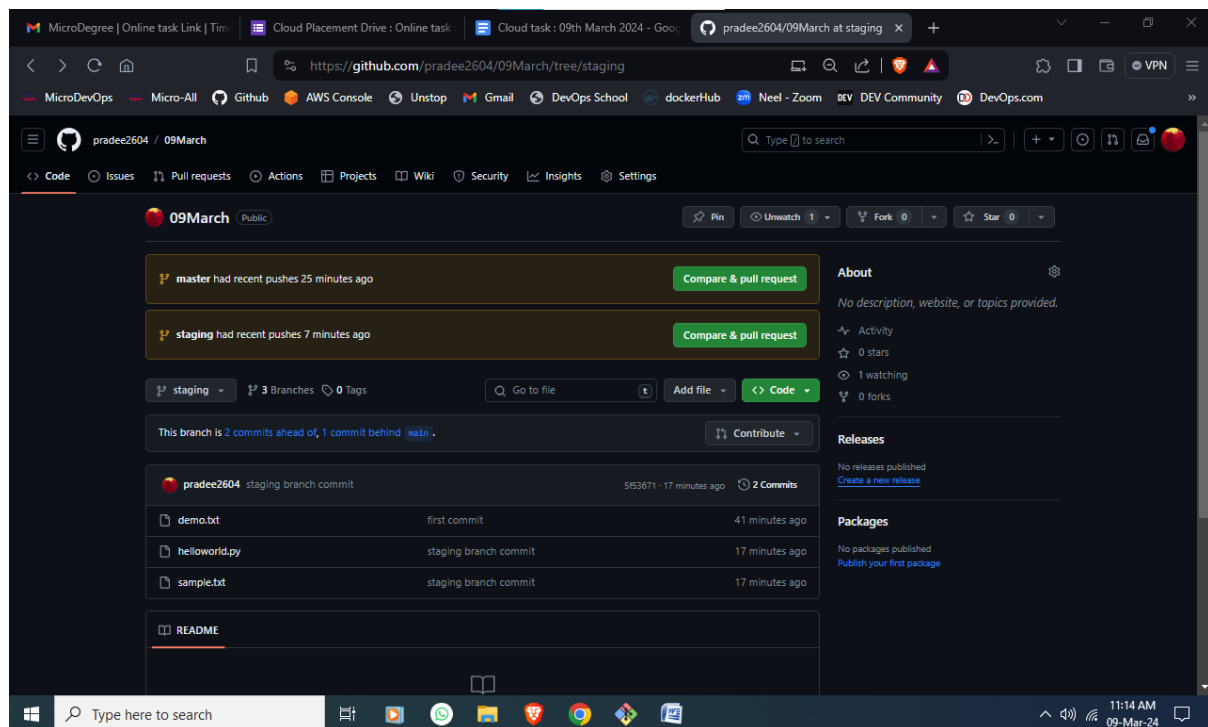 MicroDegree | Online task Link | Tim
Cloud Placement Drive : Online task
Cloud task : 09th March 2024 - Goog
pradee2604/09March at staging
https://github.com/pradee2604/09March/tree/staging
VPN
MicroDevOps
Micro-All
Github
AWS Console
Unstop
Gmail
DevOps School
dockerHub
zm Neel - Zoom
DEV DEV Community
DD DevOps.com
pradee2604 / 09March
Type / to search
Code
Issues
Pull requests
Actions
Projects
Wiki
Security
Insights
Settings
09March Public
Pin
Unwatch 1
Fork 0
Star 0
master had recent pushes 25 minutes ago
Compare & pull request
staging had recent pushes 7 minutes ago
Compare & pull request
staging
3 Branches
0 Tags
Go to file
t
Add file
<> Code
This branch is 2 commits ahead of, 1 commit behind main .
Contribute
pradee2604 staging branch commit
5f53671 · 17 minutes ago
2 Commits
demo.txt first commit 41 minutes ago
helloworld.py staging branch commit 17 minutes ago
sample.txt staging branch commit 17 minutes ago
README
About
No description, website, or topics provided.
Activity
0 stars
1 watching
0 forks
Releases
No releases published
Create a new release
Packages
No packages published
Publish your first package
Type here to search
11:14 AM
09-Mar-24